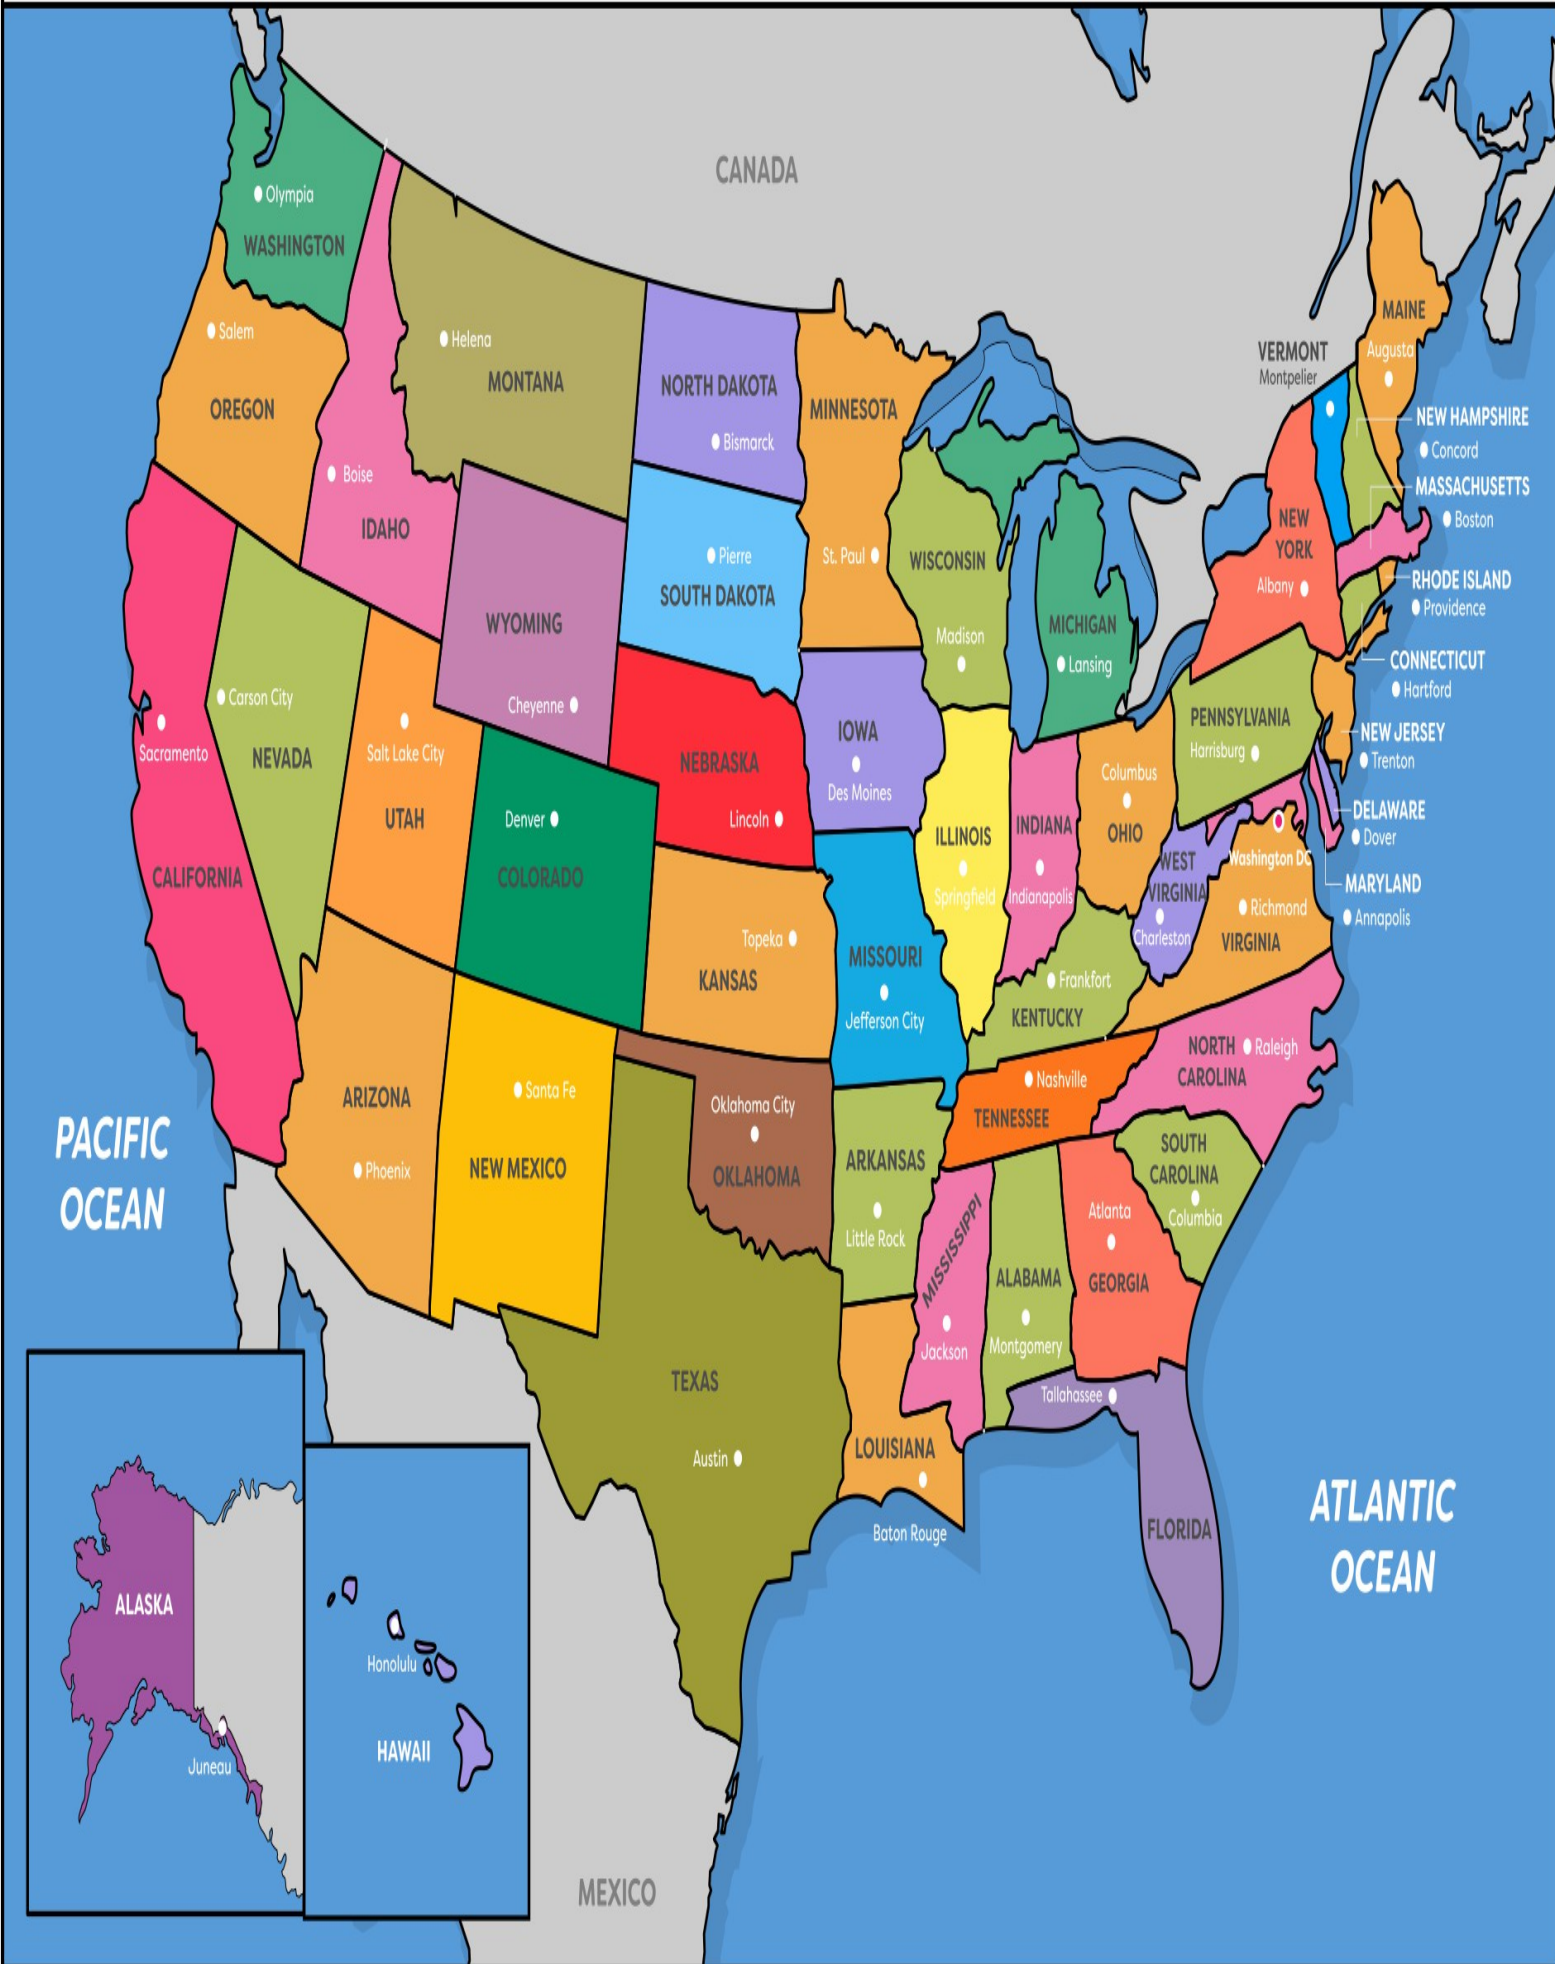 CANADA
Olympia
WASHINGTON
Salem
OREGON
Helena
MONTANA
Boise
IDAHO
NORTH DAKOTA
Bismarck
MINNESOTA
St. Paul
Pierre
SOUTH DAKOTA
WYOMING
Cheyenne
WISCONSIN
Madison
MICHIGAN
Lansing
VERMONT
Montpelier
MAINE
Augusta
NEW HAMPSHIRE
Concord
MASSACHUSETTS
Boston
NEW
YORK
Albany
RHODE ISLAND
Providence
CONNECTICUT
Hartford
PENNSYLVANIA
Harrisburg
NEW JERSEY
Trenton
DELAWARE
Dover
MARYLAND
Annapolis
Sacramento
CALIFORNIA
Carson City
NEVADA
Salt Lake City
UTAH
Denver
COLORADO
NEBRASKA
Lincoln
IOWA
Des Moines
ILLINOIS
Springfield
INDIANA
Indianapolis
Columbus
OHIO
WEST
VIRGINIA
Charleston
Washington DC
Richmond
VIRGINIA
Topeka
KANSAS
MISSOURI
Jefferson City
Frankfort
KENTUCKY
NORTH
CAROLINA
Raleigh
Nashville
TENNESSEE
ARIZONA
Phoenix
Santa Fe
NEW MEXICO
Oklahoma City
OKLAHOMA
ARKANSAS
Little Rock
SOUTH
CAROLINA
Columbia
MISSISSIPPI
Jackson
ALABAMA
Montgomery
Atlanta
GEORGIA
PACIFIC
OCEAN
TEXAS
Austin
LOUISIANA
Baton Rouge
Tallahassee
FLORIDA
ATLANTIC
OCEAN
ALASKA
Juneau
Honolulu
HAWAII
MEXICO